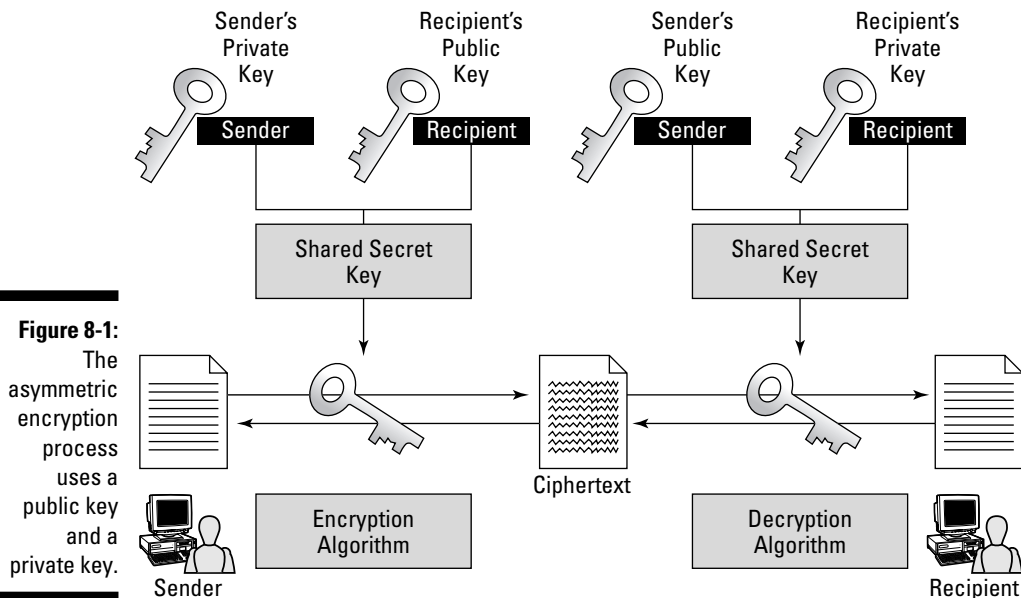 Sender's
Private
Key
Recipient's
Public
Key
Sender's
Public
Key
Recipient's
Private
Key
Sender
Recipient
Sender
Recipient
Shared Secret
Key
Shared Secret
Key
Figure 8-1:
The
asymmetric
encryption
process
uses a
public key
and a
private key.
Ciphertext
Encryption
Algorithm
Decryption
Algorithm
Sender
Recipient